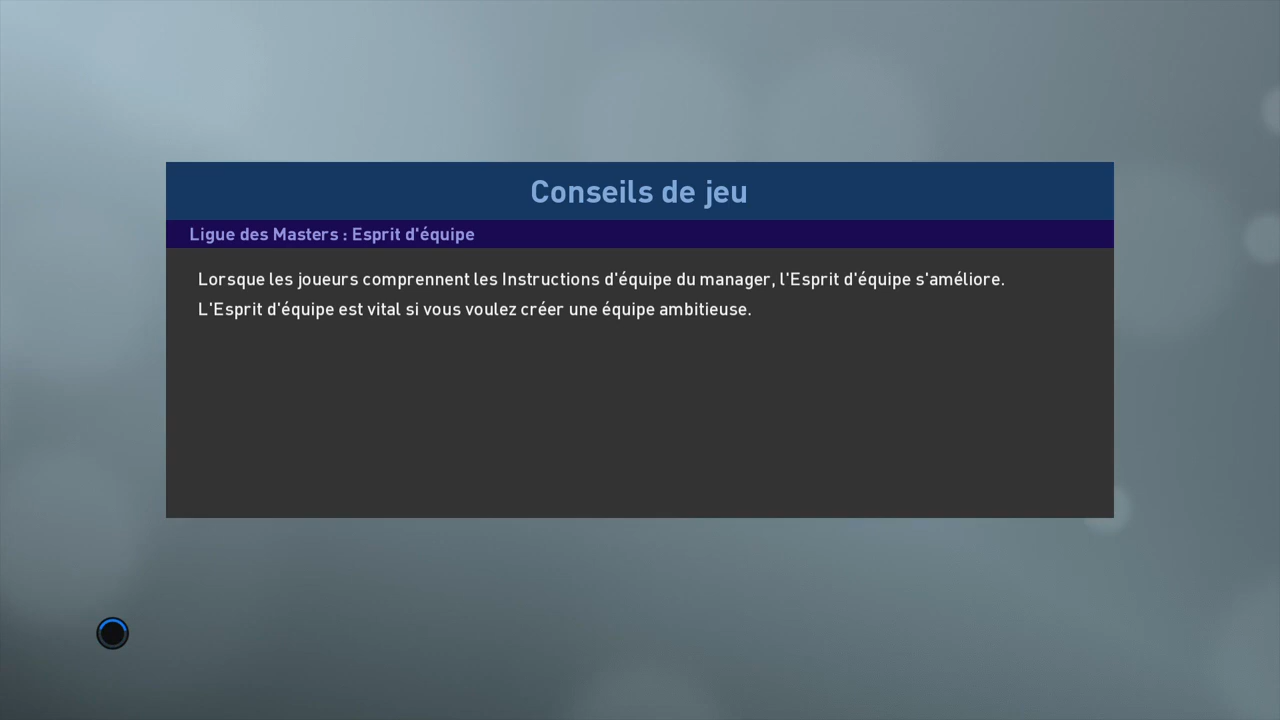 Conseils de jeu
Ligue des Masters : Esprit d'équipe
Lorsque les joueurs comprennent les Instructions d'équipe du manager, l'Esprit d'équipe s'améliore.
L'Esprit d'équipe est vital si vous voulez créer une équipe ambitieuse.